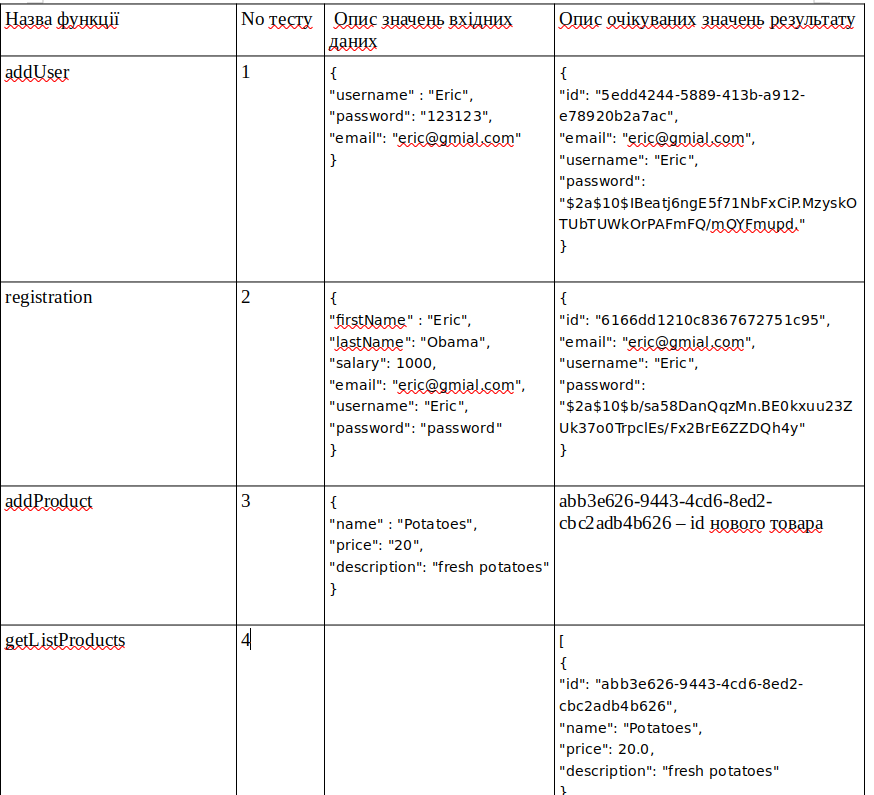 Назва функції
No тесту
Опис значень вхідних
даних
Опис очікуваних значень результату
addUser
1
{
"username" : "Eric",
"password": "123123",
"email": "eric@gmial.com"
}
{
"id": "5edd4244-5889-413b-a912-
e78920b2a7ac",
"email": "eric@gmial.com",
"username": "Eric",
"password":
"$2a$10$IBeatj6ngE5f71NbFxCiP.MzyskO
TUbTUWkOrPAFmFQ/mQYFmupd."
}
registration
2
{
"firstName" : "Eric",
"lastName": "Obama",
"salary": 1000,
"email": "eric@gmial.com",
"username": "Eric",
"password": "password"
}
{
"id": "6166dd1210c8367672751c95",
"email": "eric@gmial.com",
"username": "Eric",
"password":
"$2a$10$b/sa58DanQqzMn.BE0kxuu23Z
Uk37o0TrpclEs/Fx2BrE6ZZDQh4y"
}
addProduct
3
{
"name" : "Potatoes",
"price": "20",
"description": "fresh potatoes"
}
abb3e626-9443-4cd6-8ed2-
cbc2adb4b626 – id нового товара
getListProducts
4
[
{
"id": "abb3e626-9443-4cd6-8ed2-
cbc2adb4b626",
"name": "Potatoes",
"price": 20.0,
"description": "fresh potatoes"
}